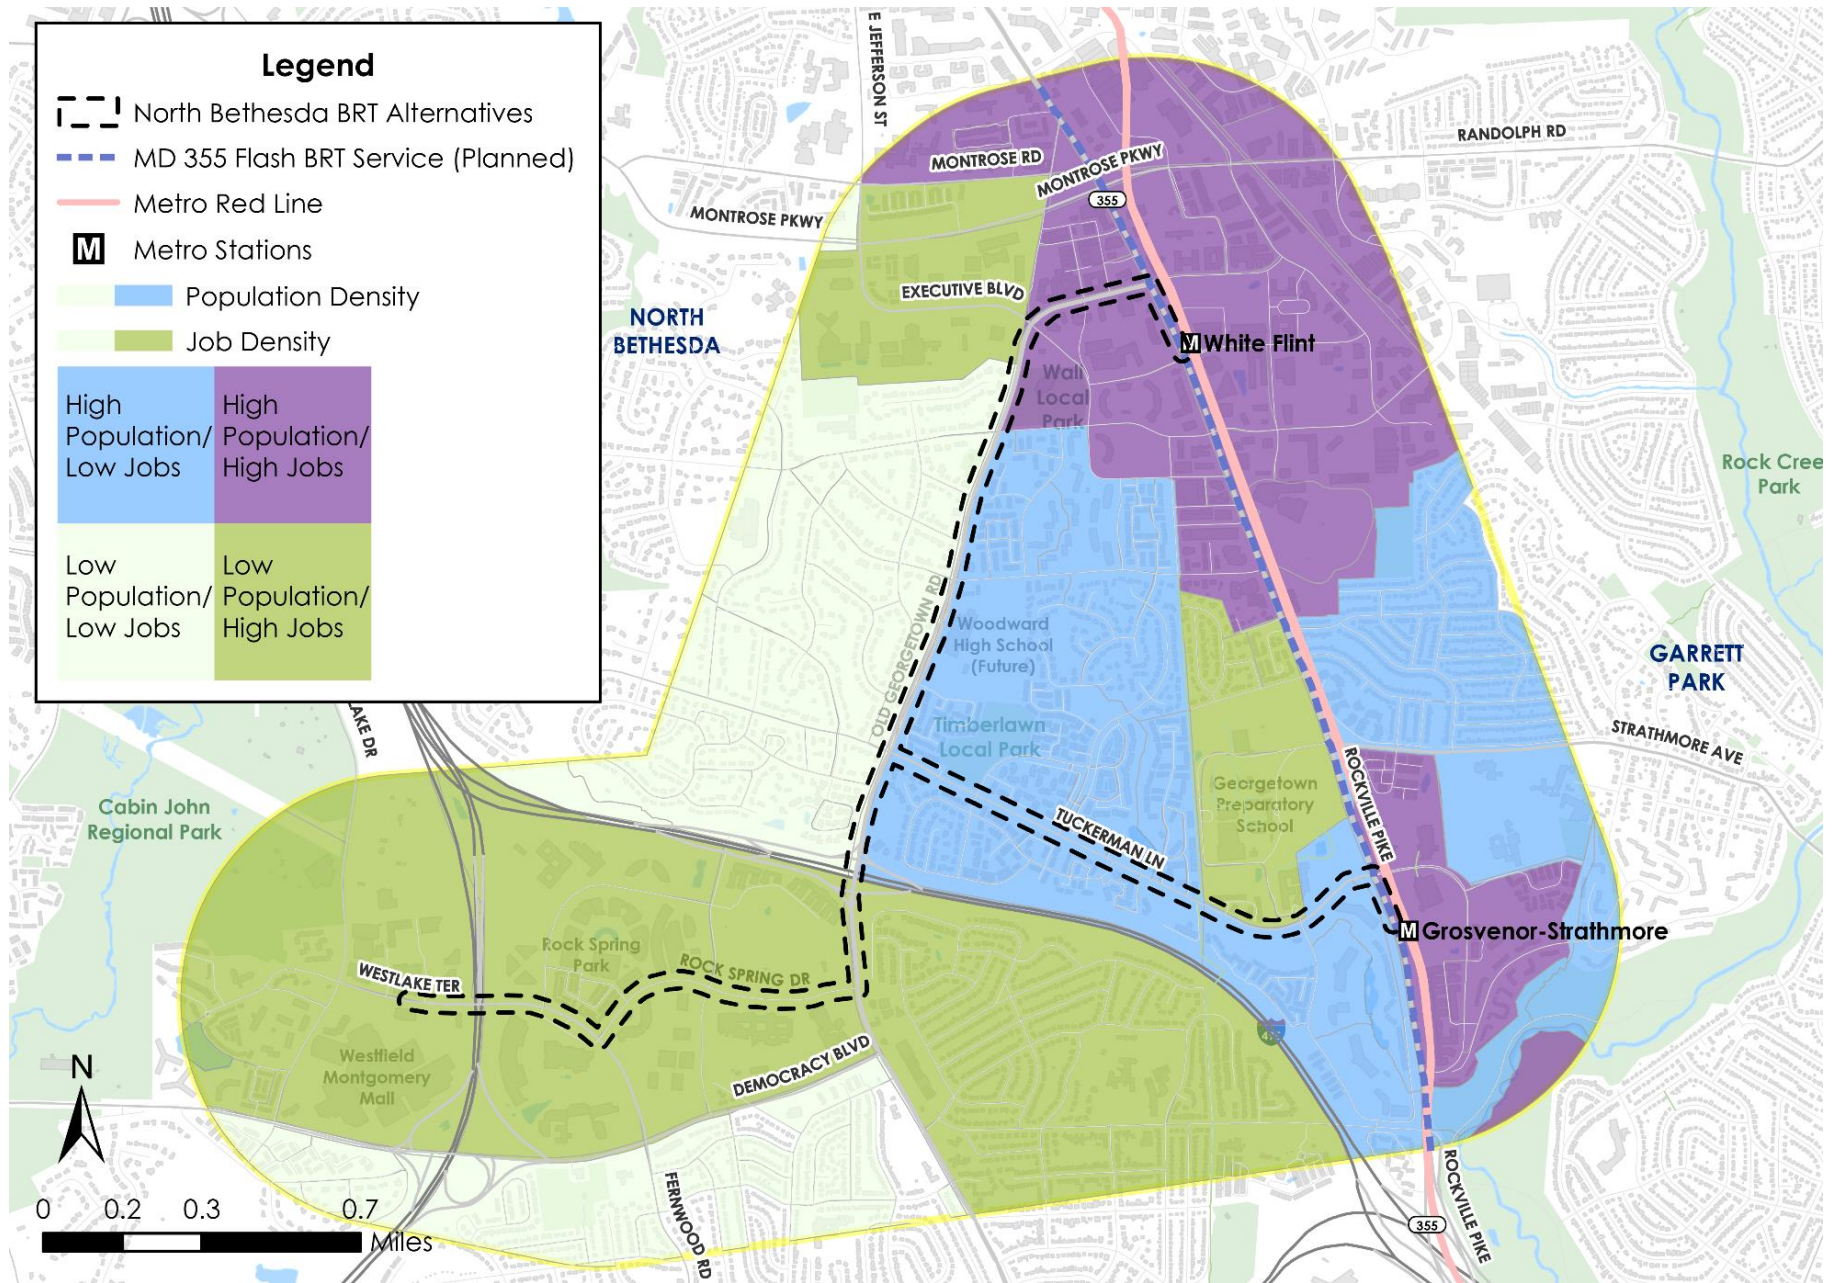 Legend
North Bethesda BRT Alternatives
MD 355 Flash BRT Service (Planned)
Metro Red Line
M
Metro Stations
Population Density
Job Density
High
Population/
Low Jobs
High
Population/
High Jobs
Low
Population/
Low Jobs
Low
Population/
High Jobs
E JEFFERSON ST
RANDOLPH RD
MONTROSE RD
MONTROSE PKWY
355
MONTROSE PKWY
EXECUTIVE BLVD
NORTH
BETHESDA
M
White Flint
Wall
Local
Park
Rock Cree
Park
OLD GEORGETOWN RD
Woodward
High School
(Future)
GARRETT
PARK
Timberlawn
Local Park
STRATHMORE AVE
AKE DR
ROCKVILLE PIKE
Georgetown
Preparatory
School
Cabin John
Regional Park
TUCKERMAN LN
M
Grosvenor-Strathmore
Rock Spring
Park
WESTLAKE TER
ROCK SPRING DR
Westfield
Montgomery
Mall
DEMOCRACY BLVD
N
FERNWOOD RD
ROCKVILLE PIKE
355
0 0.2 0.3 0.7
Miles